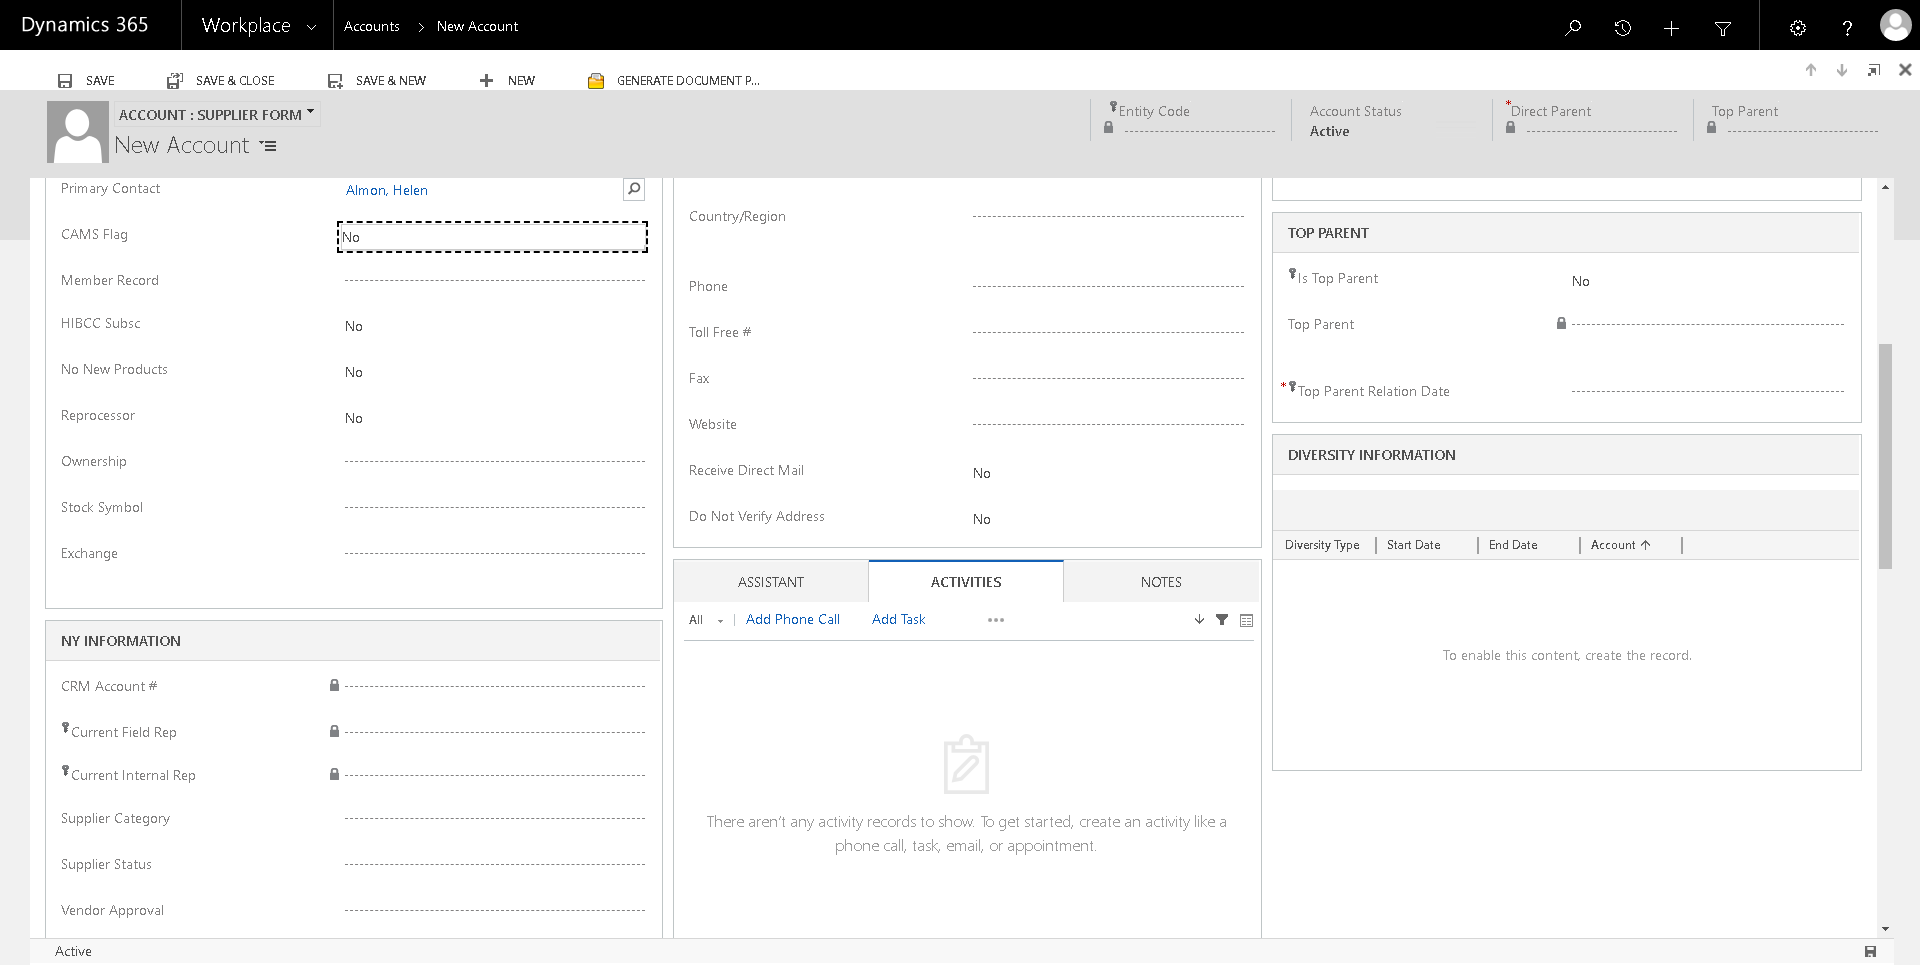 Dynamics 365
Workplace
Accounts > New Account
SAVE
SAVE & CLOSE
SAVE & NEW
NEW
GENERATE DOCUMENT P...
ACCOUNT : SUPPLIER FORM
New Account
Entity Code
Account Status
Active
*Direct Parent
Top Parent
Primary Contact
Almon, Helen
CAMS Flag
No
Member Record
HIBCC Subsc
No
No New Products
No
Reprocessor
No
Ownership
Stock Symbol
Exchange
NY INFORMATION
CRM Account #
Current Field Rep
Current Internal Rep
Supplier Category
Supplier Status
Vendor Approval
Country/Region
Phone
Toll Free #
Fax
Website
Receive Direct Mail
No
Do Not Verify Address
No
ASSISTANT
ACTIVITIES
NOTES
All
Add Phone Call
Add Task
There aren't any activity records to show. To get started, create an activity like a
phone call, task, email, or appointment.
TOP PARENT
Is Top Parent
No
Top Parent
*Top Parent Relation Date
DIVERSITY INFORMATION
Diversity Type
Start Date
End Date
Account ↑
To enable this content, create the record.
Active